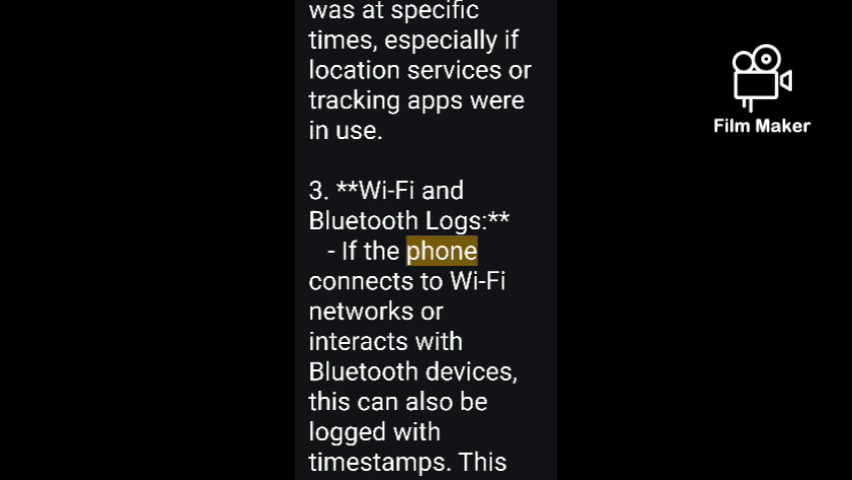 was at specific
times, especially if
location services or
tracking apps were
in use.
3. **Wi-Fi and
Bluetooth Logs:**
- If the phone
connects to Wi-Fi
networks or
interacts with
Bluetooth devices,
this can also be
logged with
timestamps. This
Film Maker